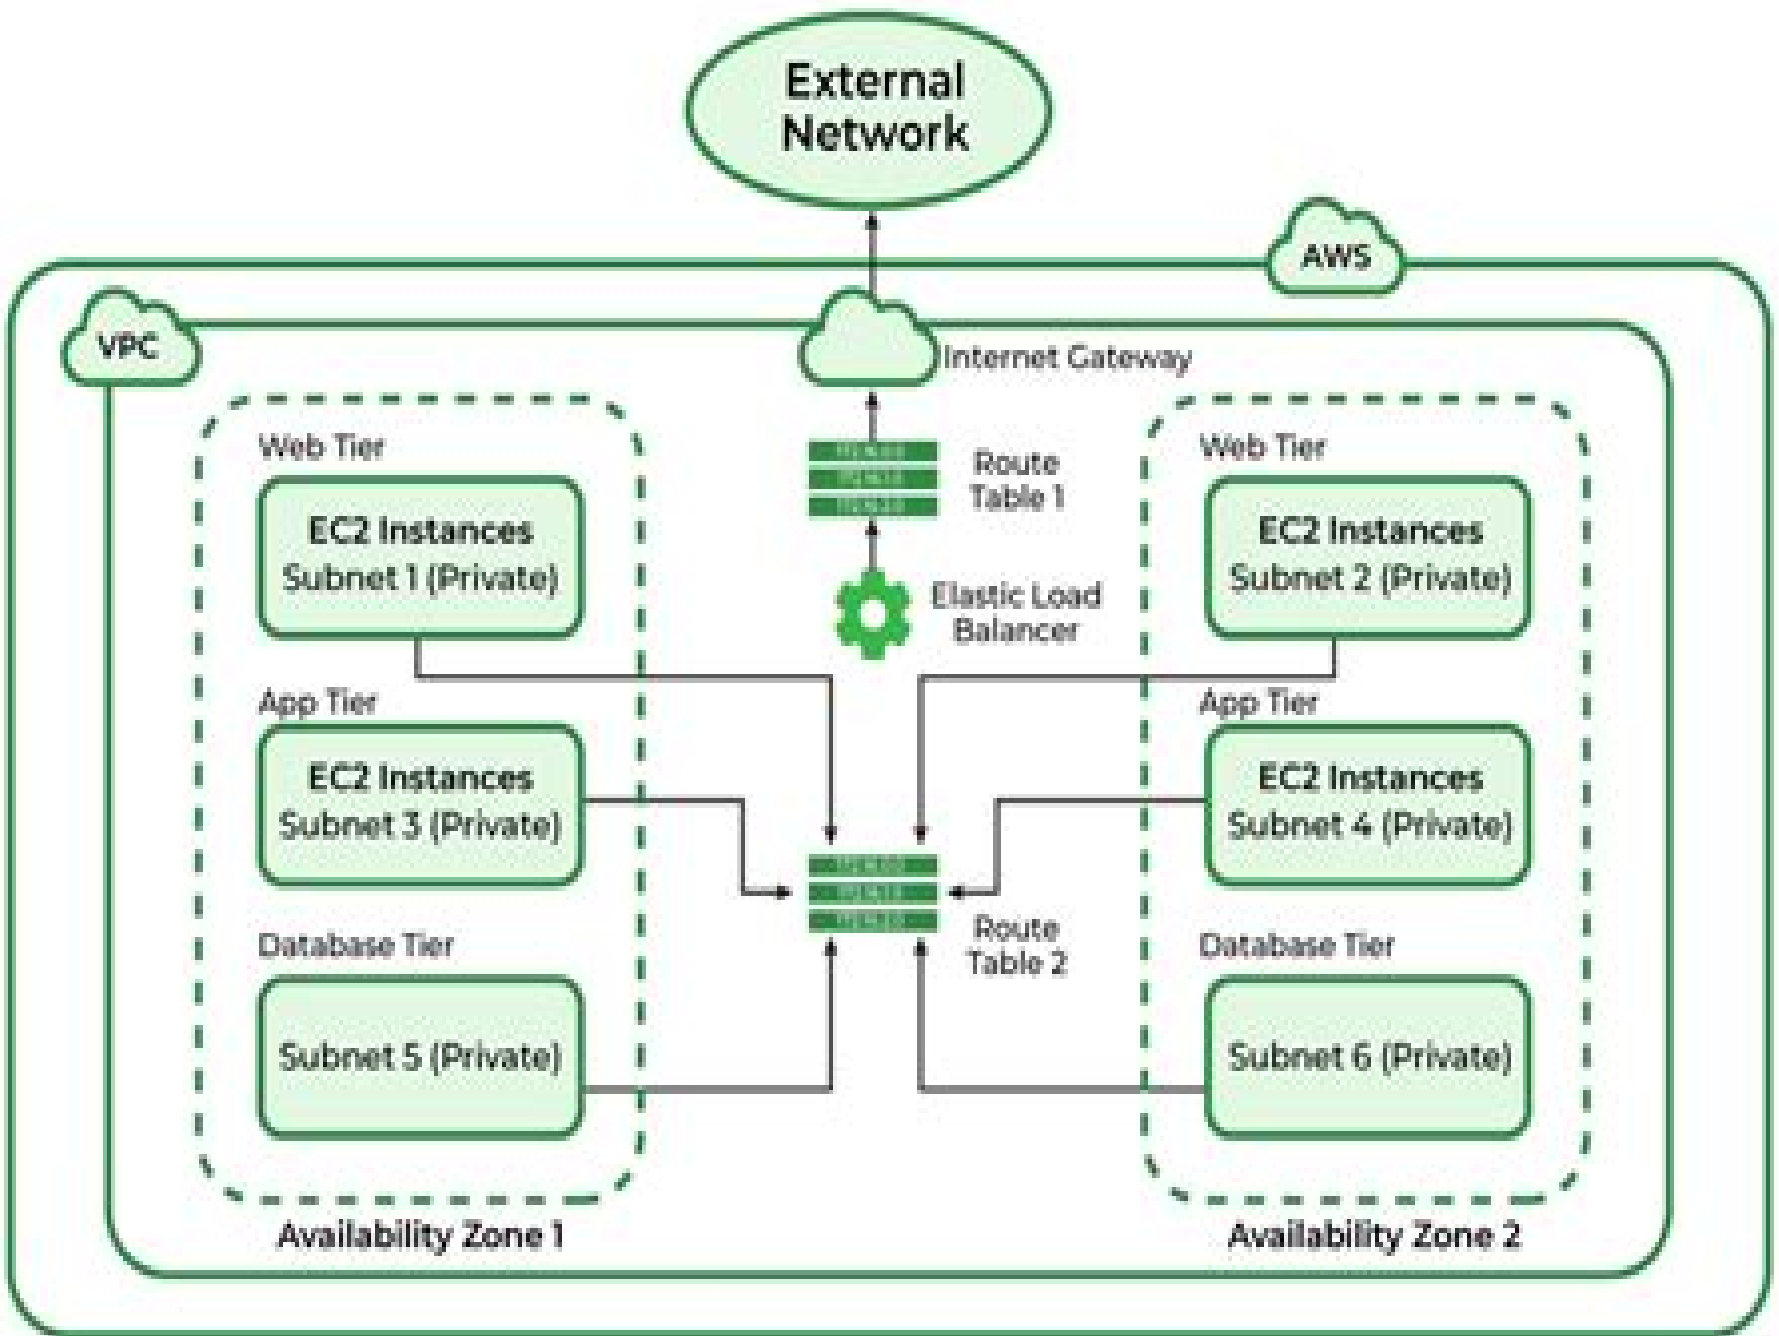 External
Network
AWS
VPC
Internet Gateway
Web Tier
EC2 Instances
Subnet 1 (Private)
App Tier
EC2 Instances
Subnet 3 (Private)
Database Tier
Subnet 5 (Private)
Availability Zone 1
Route
Table 1
Elastic Load
Balancer
Route
Table 2
Web Tier
EC2 Instances
Subnet 2 (Private)
App Tier
EC2 Instances
Subnet 4 (Private)
Database Tier
Subnet 6 (Private)
Availability Zone 2